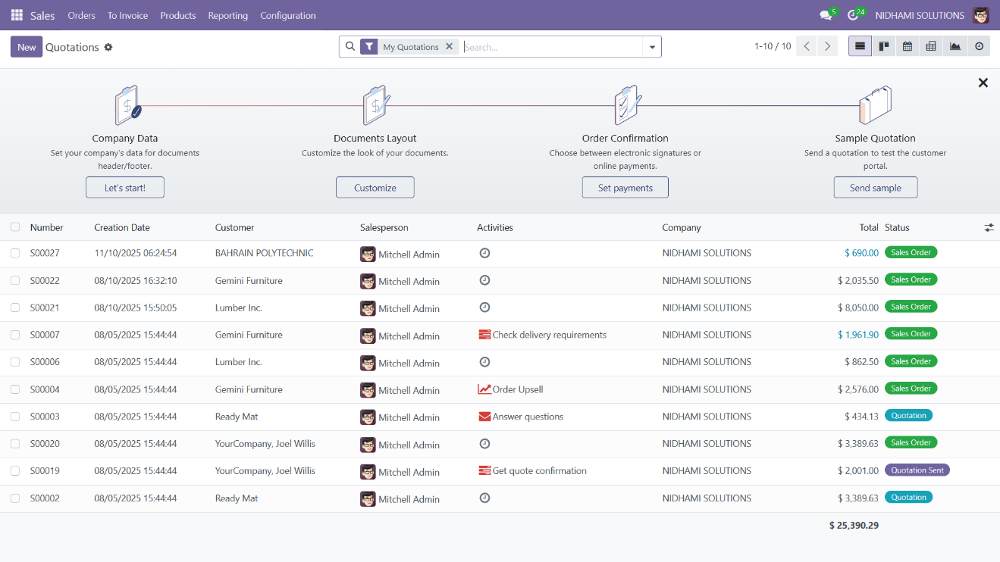 Sales Orders To Invoice Products Reporting Configuration 5 24 NIDHAMI SOLUTIONS
New Quotations My Quotations Search... 1-10 / 10
Company Data Documents Layout Order Confirmation Sample Quotation
Set your company's data for documents header/footer.
Customize the look of your documents.
Choose between electronic signatures or online payments.
Send a quotation to test the customer portal.
Let's start! Customize Set payments Send sample
Number Creation Date Customer Salesperson Activities Company Total Status
S00027 11/10/2025 06:24:54 BAHRAIN POLYTECHNIC Mitchell Admin NIDHAMI SOLUTIONS $ 690.00 Sales Order
S00022 08/10/2025 16:32:10 Gemini Furniture Mitchell Admin NIDHAMI SOLUTIONS $ 2,035.50 Sales Order
S00021 08/10/2025 15:50:05 Lumber Inc. Mitchell Admin NIDHAMI SOLUTIONS $ 8,050.00 Sales Order
S00007 08/05/2025 15:44:44 Gemini Furniture Mitchell Admin Check delivery requirements NIDHAMI SOLUTIONS $ 1,961.90 Sales Order
S00006 08/05/2025 15:44:44 Lumber Inc. Mitchell Admin NIDHAMI SOLUTIONS $ 862.50 Sales Order
S00004 08/05/2025 15:44:44 Gemini Furniture Mitchell Admin Order Upsell NIDHAMI SOLUTIONS $ 2,576.00 Sales Order
S00003 08/05/2025 15:44:44 Ready Mat Mitchell Admin Answer questions NIDHAMI SOLUTIONS $ 434.13 Quotation
S00020 08/05/2025 15:44:44 YourCompany, Joel Willis Mitchell Admin NIDHAMI SOLUTIONS $ 3,389.63 Sales Order
S00019 08/05/2025 15:44:44 YourCompany, Joel Willis Mitchell Admin Get quote confirmation NIDHAMI SOLUTIONS $ 2,001.00 Quotation Sent
S00002 08/05/2025 15:44:44 Ready Mat Mitchell Admin NIDHAMI SOLUTIONS $ 3,389.63 Quotation
$ 25,390.29